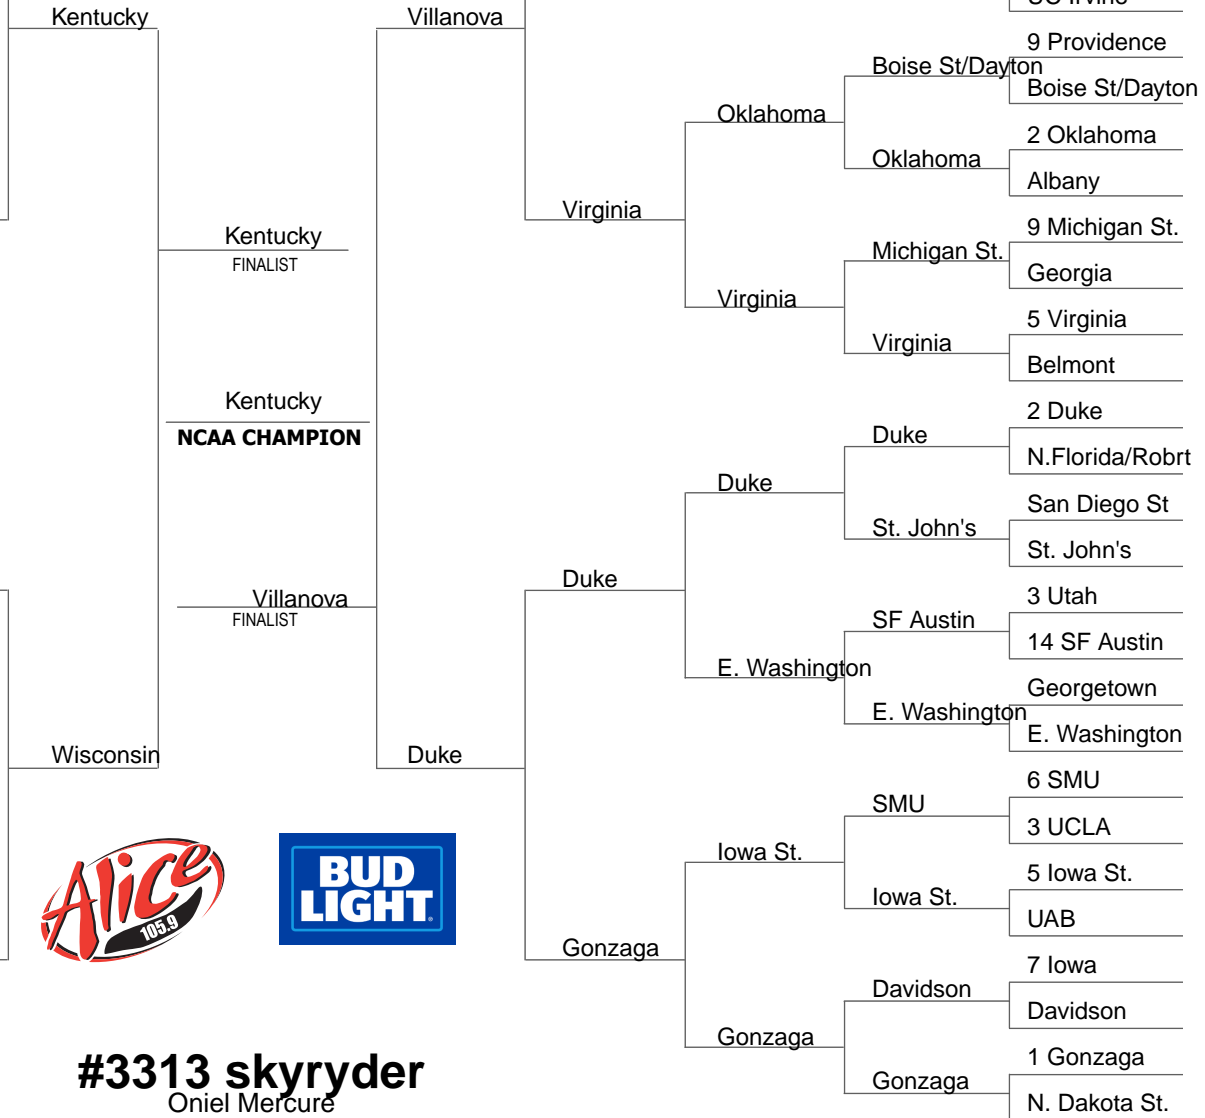 Kentucky
Villanova
9 Providence
Boise St/Dayton
Boise St/Dayton
Oklahoma
2 Oklahoma
Oklahoma
Albany
Virginia
9 Michigan St.
Kentucky
FINALIST
Michigan St.
Georgia
Virginia
5 Virginia
Virginia
Belmont
Kentucky
NCAA CHAMPION
2 Duke
Duke
N.Florida/Robrt
Duke
San Diego St
St. John's
St. John's
Duke
3 Utah
Villanova
FINALIST
SF Austin
14 SF Austin
E. Washington
Georgetown
E. Washington
E. Washington
Wisconsin
Duke
6 SMU
SMU
3 UCLA
Iowa St.
5 Iowa St.
Iowa St.
UAB
Alice
105.9
BUD
LIGHT
Gonzaga
7 Iowa
Davidson
Davidson
Gonzaga
1 Gonzaga
Gonzaga
N. Dakota St.
#3313 skyryder
Oniel Mercure